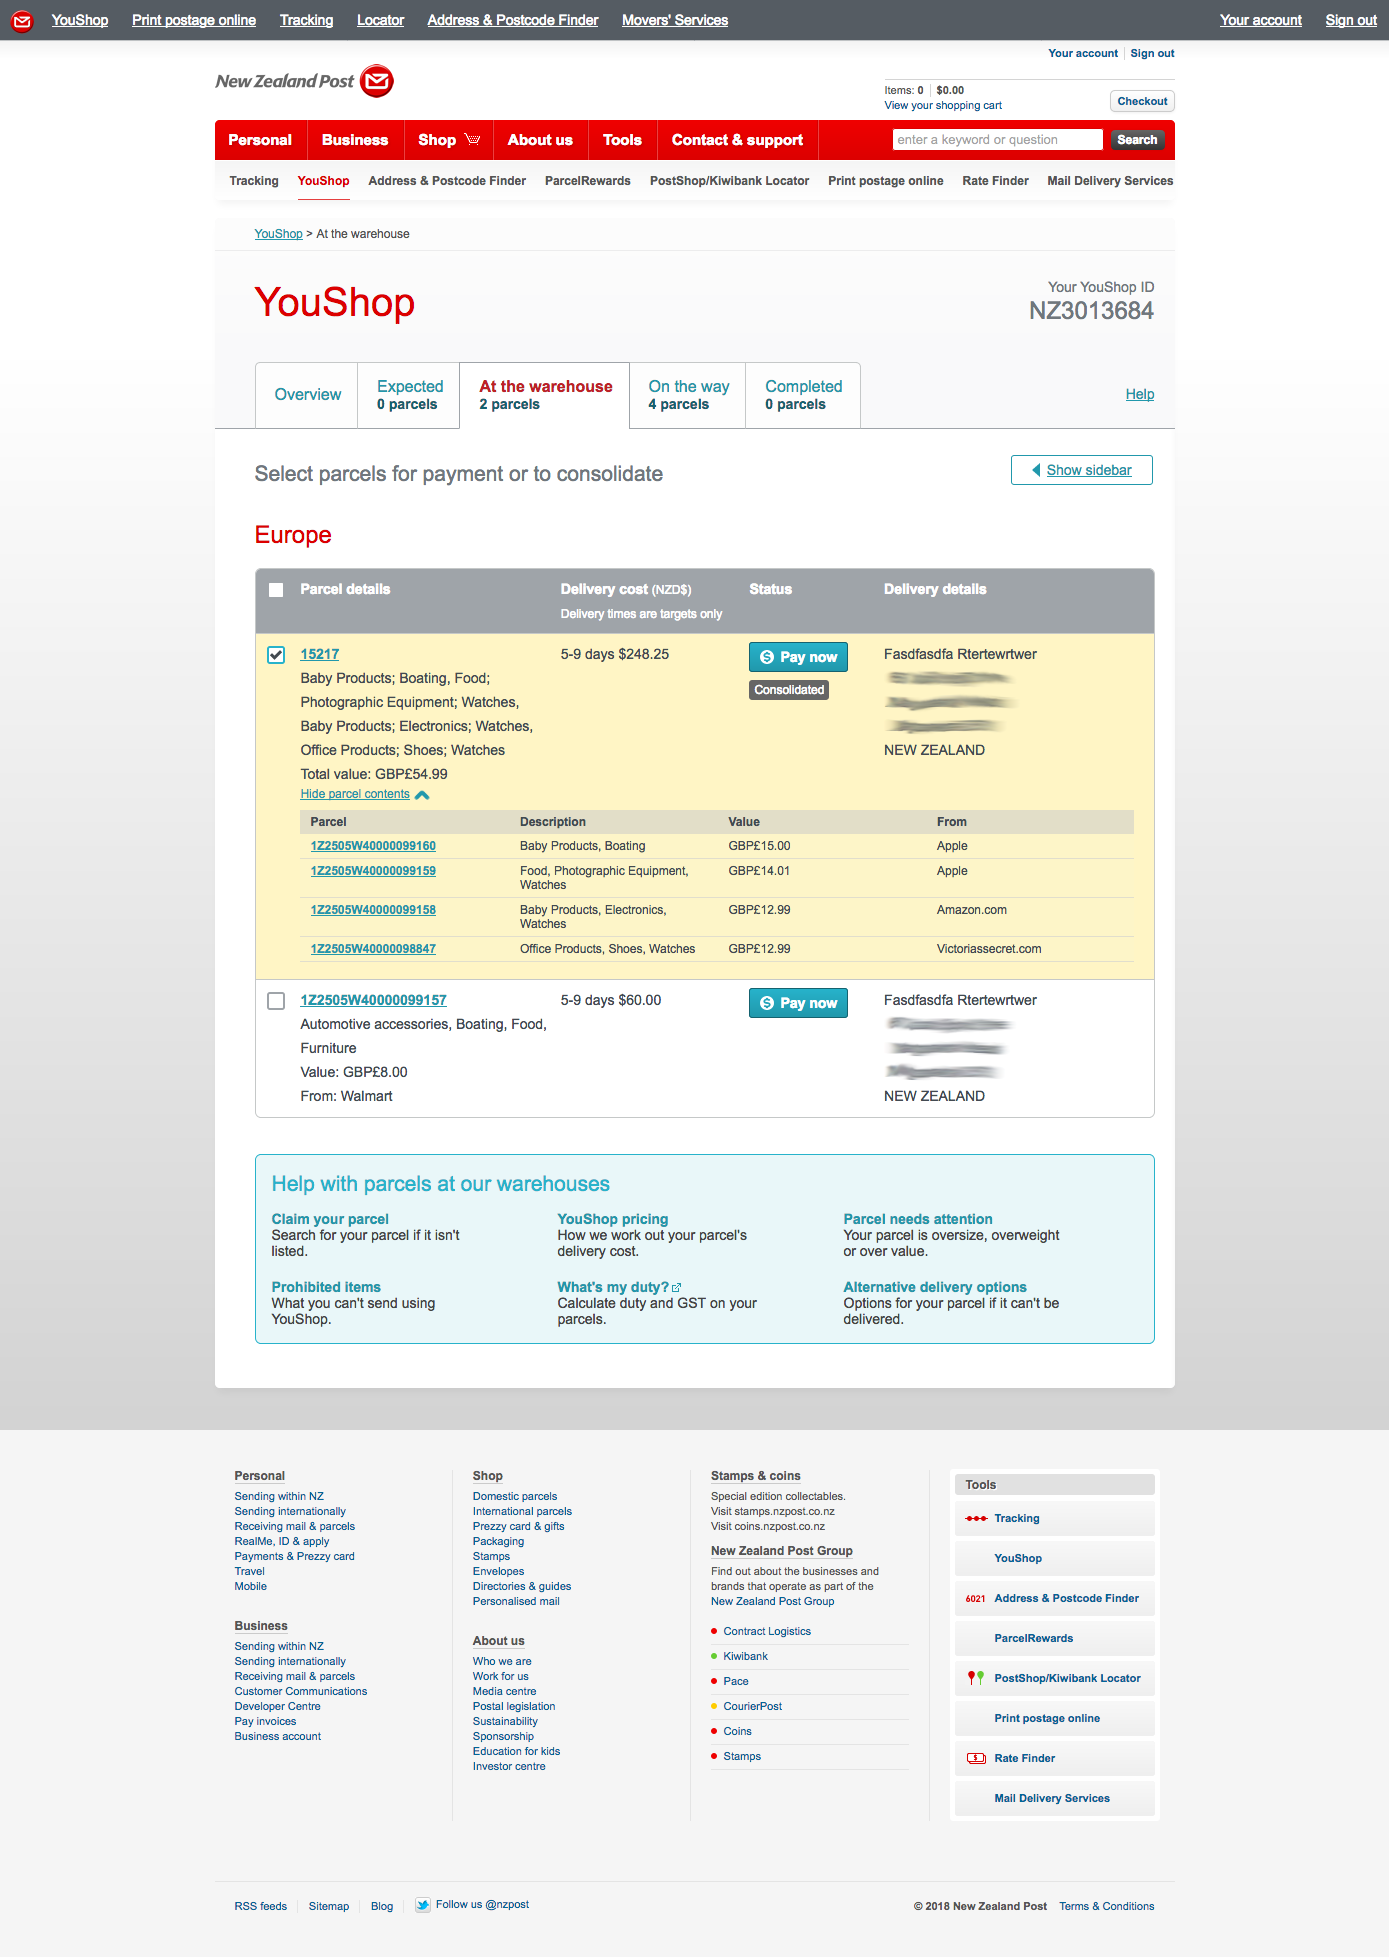 YouShop Print postage online Tracking Locator Address & Postcode Finder Movers' Services Your account Sign out
Your account Sign out
New Zealand Post
Items: 0 $0.00
View your shopping cart
Checkout
Personal Business Shop About us Tools Contact & support enter a keyword or question Search
Tracking YouShop Address & Postcode Finder ParcelRewards PostShop/Kiwibank Locator Print postage online Rate Finder Mail Delivery Services
YouShop > At the warehouse
YouShop
Your YouShop ID
NZ3013684
Overview
Expected
0 parcels
At the warehouse
2 parcels
On the way
4 parcels
Completed
0 parcels
Help
Select parcels for payment or to consolidate
Show sidebar
Europe
Parcel details Delivery cost (NZD$) Status Delivery details
Delivery times are targets only
15217 5-9 days $248.25 Pay now Fasdfasdfa Rtertewrtwer
Baby Products; Boating, Food;
Consolidated
Photographic Equipment; Watches,
Baby Products; Electronics; Watches,
Office Products; Shoes; Watches NEW ZEALAND
Total value: GBP£54.99
Hide parcel contents
Parcel Description Value From
1Z2505W40000099160 Baby Products, Boating GBP£15.00 Apple
1Z2505W40000099159 Food, Photographic Equipment, GBP£14.01 Apple
Watches
1Z2505W40000099158 Baby Products, Electronics, GBP£12.99 Amazon.com
Watches
1Z2505W40000098847 Office Products, Shoes, Watches GBP£12.99 Victoriassecret.com
1Z2505W40000099157 5-9 days $60.00 Pay now Fasdfasdfa Rtertewrtwer
Automotive accessories, Boating, Food,
Furniture
Value: GBP£8.00
From: Walmart NEW ZEALAND
Help with parcels at our warehouses
Claim your parcel
Search for your parcel if it isn't
listed.
YouShop pricing
How we work out your parcel's
delivery cost.
Parcel needs attention
Your parcel is oversize, overweight
or over value.
Prohibited items
What you can't send using
YouShop.
What's my duty?
Calculate duty and GST on your
parcels.
Alternative delivery options
Options for your parcel if it can't be
delivered.
Personal
Sending within NZ
Sending internationally
Receiving mail & parcels
RealMe, ID & apply
Payments & Prezzy card
Travel
Mobile
Business
Sending within NZ
Sending internationally
Receiving mail & parcels
Customer Communications
Developer Centre
Pay invoices
Business account
Shop
Domestic parcels
International parcels
Prezzy card & gifts
Packaging
Stamps
Envelopes
Directories & guides
Personalised mail
About us
Who we are
Work for us
Media centre
Postal legislation
Sustainability
Sponsorship
Education for kids
Investor centre
Stamps & coins
Special edition collectables.
Visit stamps.nzpost.co.nz
Visit coins.nzpost.co.nz
New Zealand Post Group
Find out about the businesses and
brands that operate as part of the
New Zealand Post Group
Contract Logistics
Kiwibank
Pace
CourierPost
Coins
Stamps
Tools
Tracking
YouShop
6021 Address & Postcode Finder
ParcelRewards
PostShop/Kiwibank Locator
Print postage online
$ Rate Finder
Mail Delivery Services
RSS feeds Sitemap Blog Follow us @nzpost © 2018 New Zealand Post Terms & Conditions